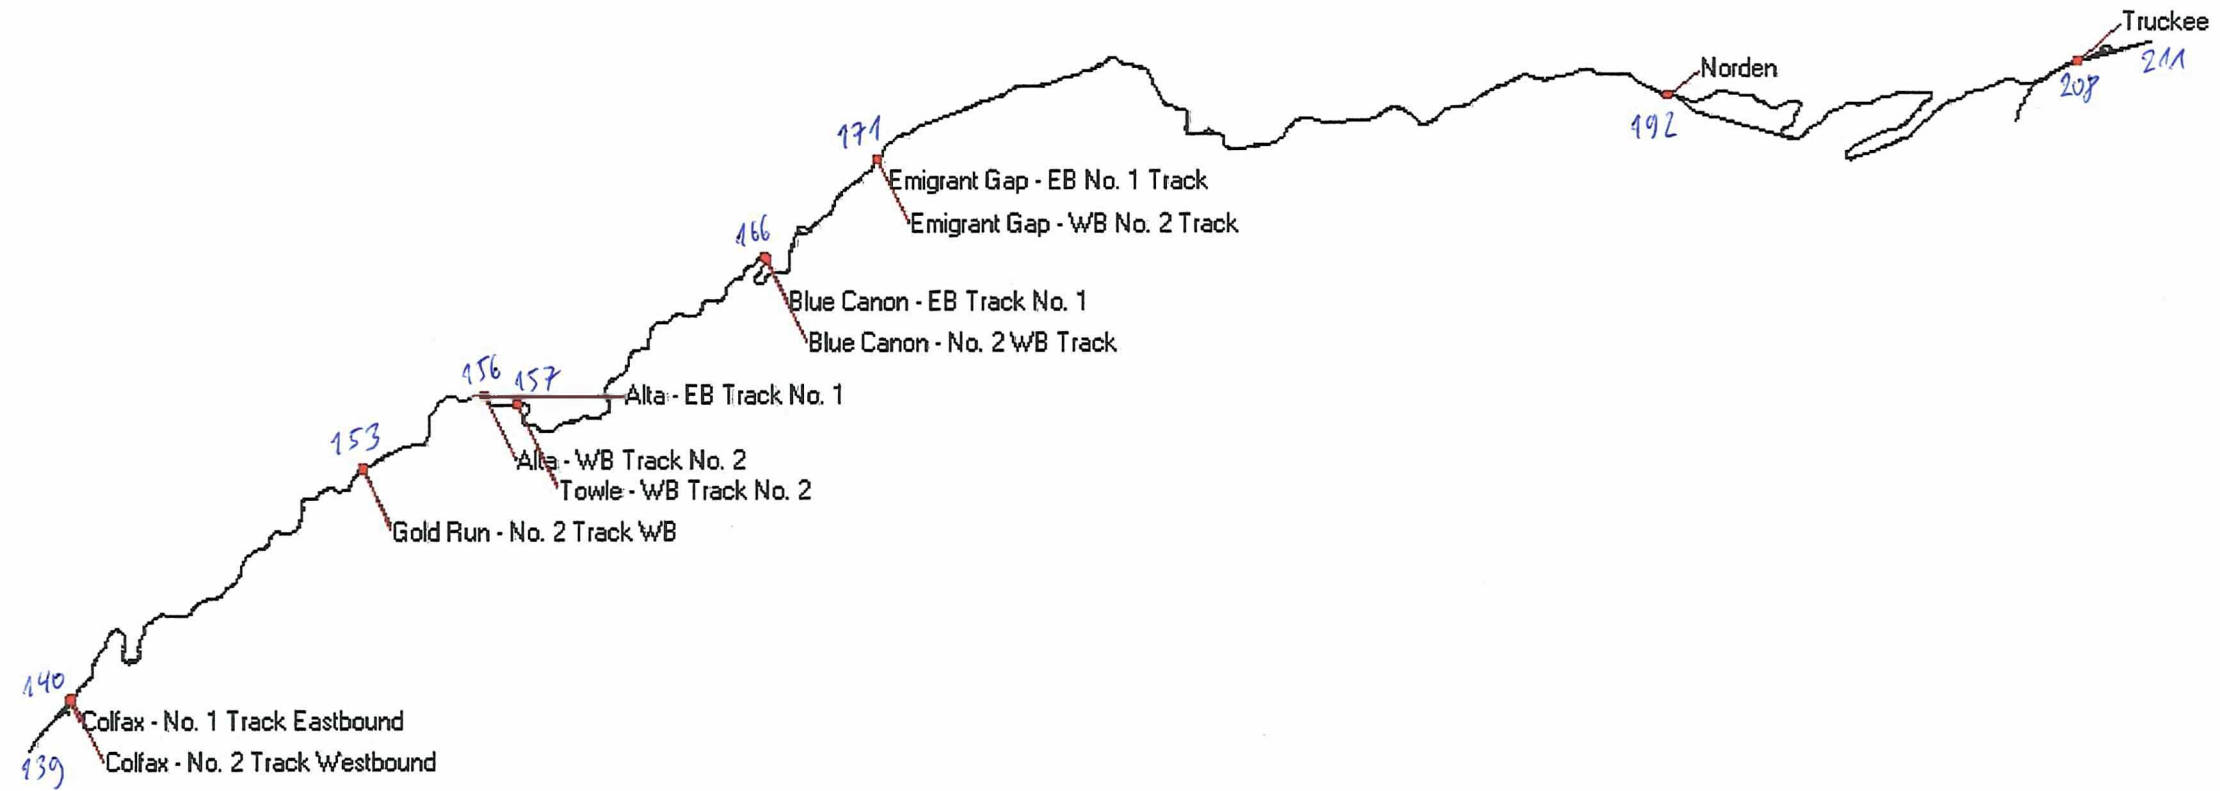 Truckee
211
208
Norden
192
171
Emigrant Gap - EB No. 1 Track
Emigrant Gap - WB No. 2 Track
166
Blue Canon - EB Track No. 1
Blue Canon - No. 2 WB Track
156
157
Alta - EB Track No. 1
153
Alta - WB Track No. 2
Towle - WB Track No. 2
Gold Run - No. 2 Track WB
140
Colfax - No. 1 Track Eastbound
139
Colfax - No. 2 Track Westbound